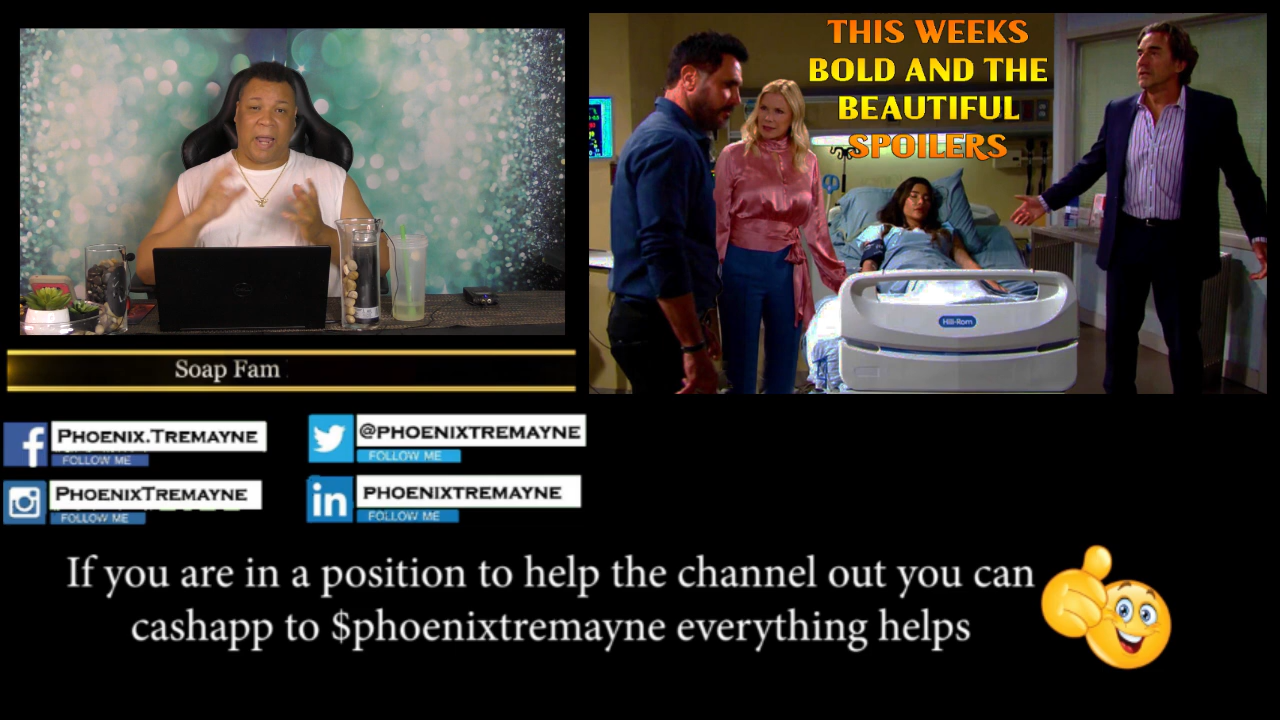 THIS WEEKS
BOLD AND THE
BEAUTIFUL
SPOILERS
Hill-Rom
Soap Fam
PHOENIX.TREMAYNE
FOLLOW ME
@PHOENIXTREMAYNE
FOLLOW ME
PHOENIXTREMAYNE
FOLLOW ME
PHOENIXTREMAYNE
FOLLOW ME
If you are in a position to help the channel out you can
cashapp to $phoenixtremayne everything helps